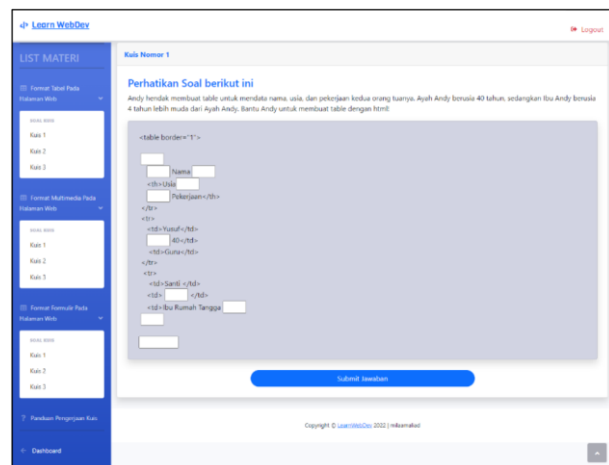 </> Learn WebDev
Logout
LIST MATERI
Format Tabel Pada
Halaman Web
Kuis 1
Kuis 2
Kuis 3
Format Multimedia Pada
Halaman Web
Kuis 1
Kuis 2
Kuis 3
Format Formulir Pada
Halaman Web
Kuis 1
Kuis 2
Kuis 3
? Panduan Pengerjaan Kuis
Dashboard
Kuis Nomor 1
Perhatikan Soal berikut ini
Andy hendak membuat table untuk mendata nama, usia, dan pekerjaan kedua orang tuanya. Ayah Andy berusia 40 tahun, sedangkan Ibu Andy berusia
4 tahun lebih muda dari Ayah Andy. Bantu Andy untuk membuat table dengan html!
<table border="1">
Nama
<th>Usia
Pekerjaan</th>
</tr>
<tr>
<td>Yusuf</td>
40</td>
<td>Guru</td>
</tr>
<tr>
<td>Santi </td>
<td> </td>
<td>Ibu Rumah Tangga
Submit Jawaban
Copyright © LearnWebDev 2022 |